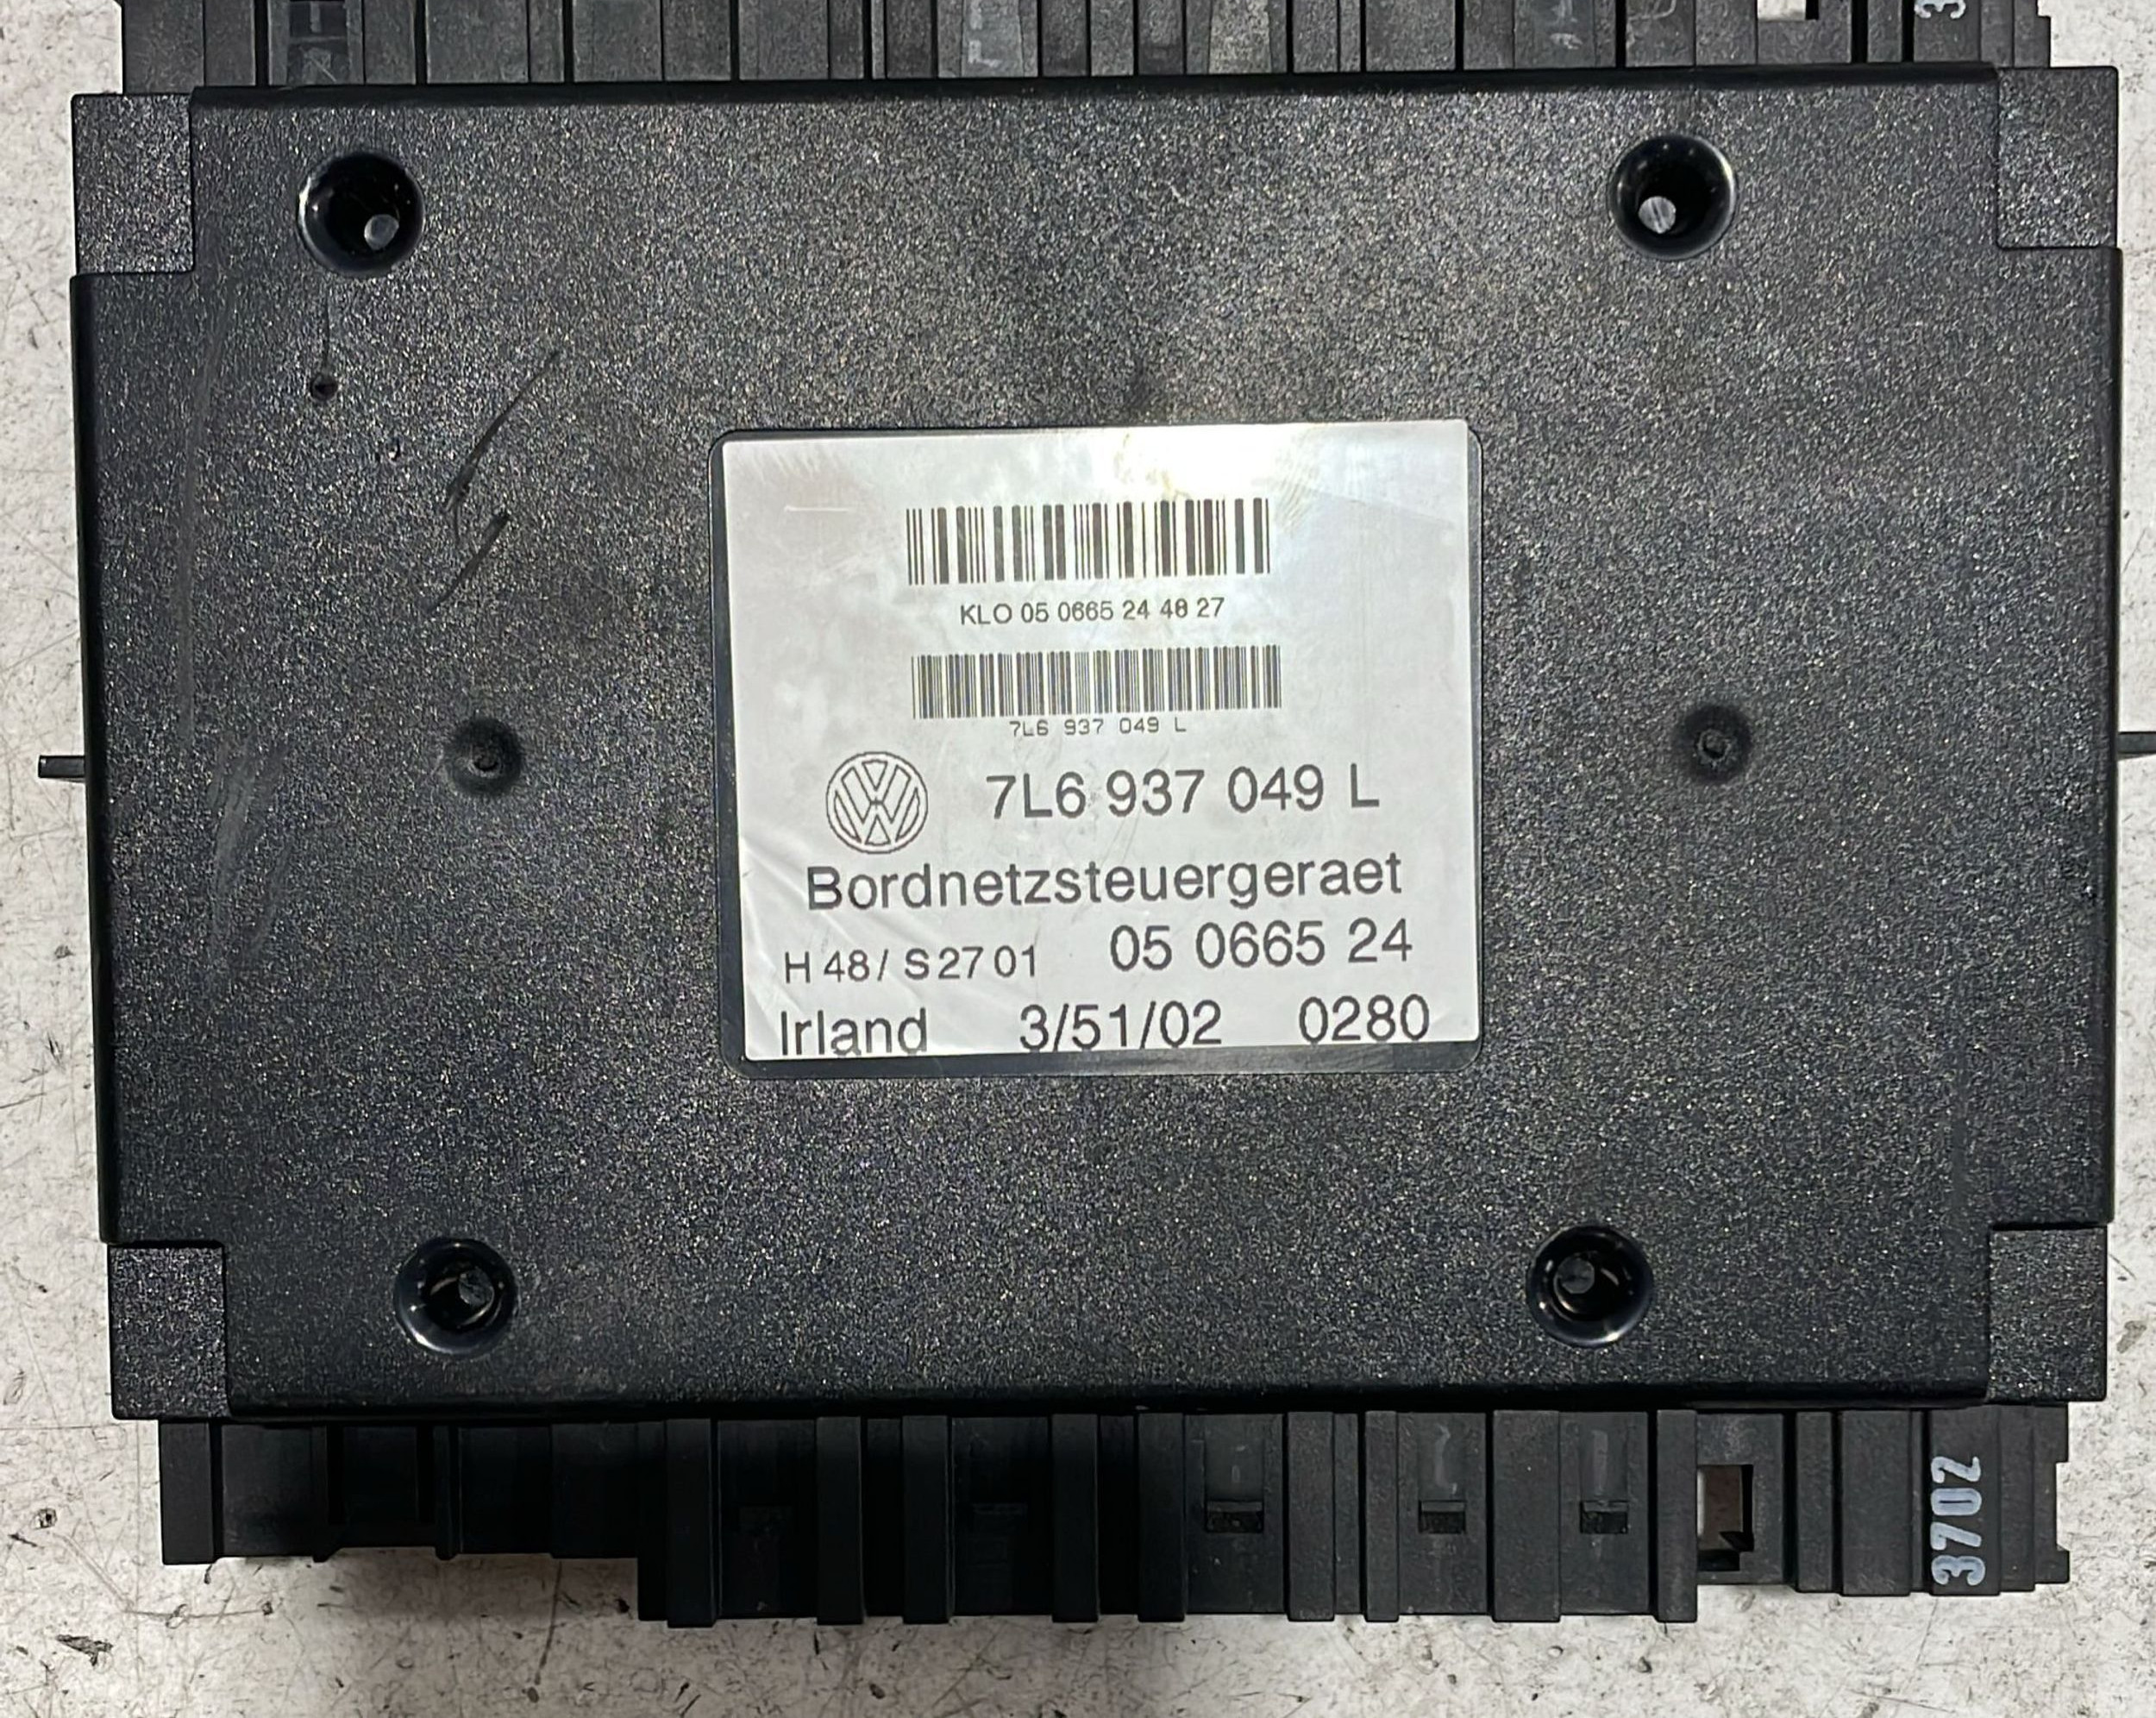 3
KLO 05 0665 24 48 27
7L6 937 049 L
7L6 937 049 L
Bordnetzsteuergeraet
H 48 / S 27 01 05 0665 24
Irland 3/51/02 0280
3702